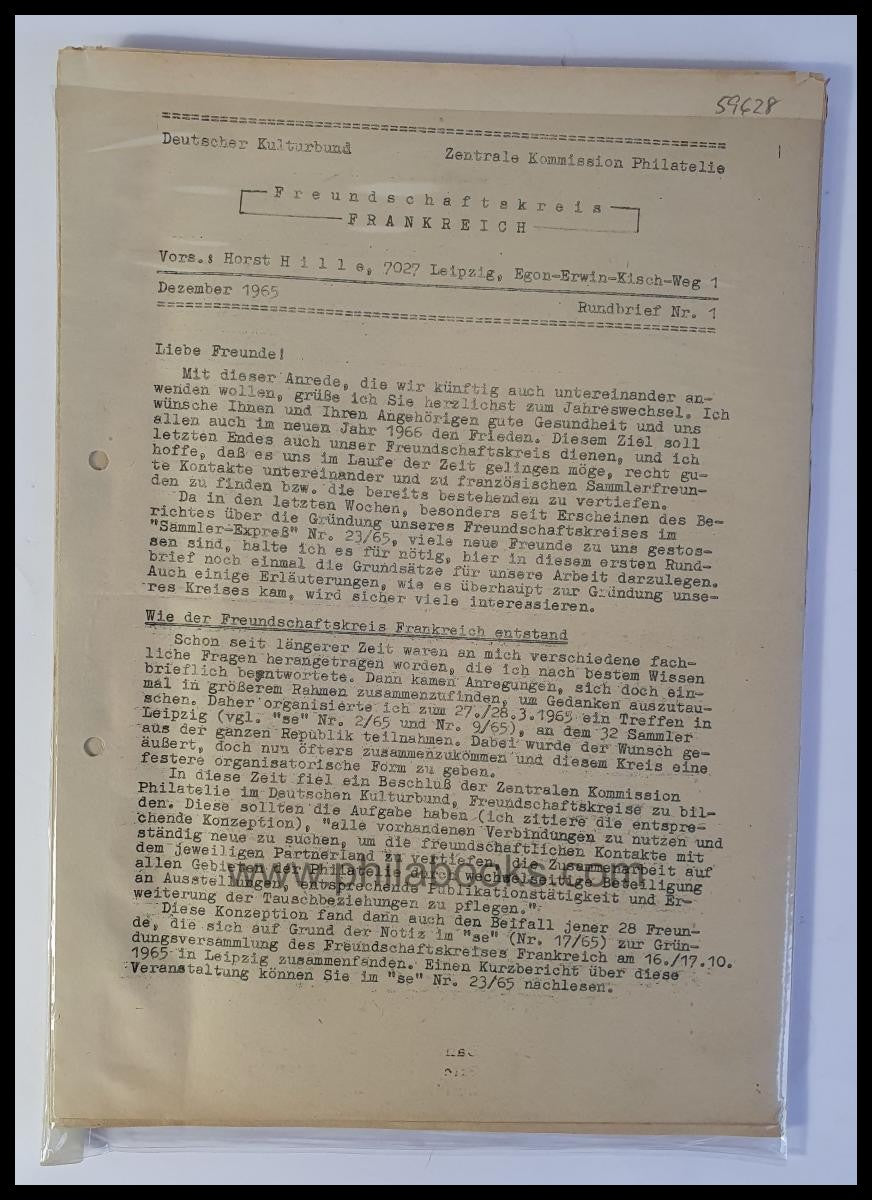 59628
Deutscher Kulturbund Zentrale Kommission Philatelie
Freundschaftskreis
FRANKREICH
Vors.: Horst H i l l e, 7027 Leipzig, Egon-Erwin-Kisch-Weg 1
Dezember 1965 Rundbrief Nr. 1
Liebe Freunde!
Mit dieser Anrede, die wir künftig auch untereinander an-
wenden wollen, grüße ich Sie herzlichst zum Jahreswechsel. Ich
wünsche Ihnen und Ihren Angehörigen gute Gesundheit und uns
allen auch im neuen Jahr 1966 den Frieden. Diesem Ziel soll
letzten Endes auch unser Freundschaftskreis dienen, und ich
hoffe, daß es uns im Laufe der Zeit gelingen möge, recht gu-
te Kontakte untereinander und zu französischen Sammlerfreun-
den zu finden bzw. die bereits bestehenden zu vertiefen.
Da in den letzten Wochen, besonders seit Erscheinen des Be-
richtes über die Gründung unseres Freundschaftskreises im
"Sammler-Expreß" Nr. 23/65, viele neue Freunde zu uns gestos-
sen sind, halte ich es für nötig, hier in diesem ersten Rund-
brief noch einmal die Grundsätze für unsere Arbeit darzulegen.
Auch einige Erläuterungen, wie es überhaupt zur Gründung unse-
res Kreises kam, wird sicher viele interessieren.
Wie der Freundschaftskreis Frankreich entstand
Schon seit längerer Zeit waren an mich verschiedene fach-
liche Fragen herangetragen worden, die ich nach bestem Wissen
brieflich beantwortete. Dann kamen Anregungen, sich doch ein-
mal in größerem Rahmen zusammenzufinden, um Gedanken auszutau-
schen. Daher organisierte ich zum 27./28.3.1965 ein Treffen in
Leipzig (vgl. "se" Nr. 2/65 und Nr. 9/65), an dem 32 Sammler
aus der ganzen Republik teilnahmen. Dabei wurde der Wunsch ge-
äußert, doch nun öfters zusammenzukommen und diesem Kreis eine
festere organisatorische Form zu geben.
In diese Zeit fiel ein Beschluß der Zentralen Kommission
Philatelie im Deutschen Kulturbund, Freundschaftskreise zu bil-
den. Diese sollten die Aufgabe haben (ich zitiere die entspre-
chende Konzeption), "alle vorhandenen Verbindungen zu nutzen und
ständig neue zu suchen, um die freundschaftlichen Kontakte mit
dem jeweiligen Partnerland zu vertiefen, die Zusammenarbeit auf
allen Gebieten der Philatelie, wechselseitige Beteiligung
an Ausstellungen, entsprechende Publikationstätigkeit und Er-
weiterung der Tauschbeziehungen zu pflegen."
Diese Konzeption fand dann auch den Beifall jener 28 Freun-
de, die sich auf Grund der Notiz im "se" (Nr. 17/65) zur Grün-
dungsversammlung des Freundschaftskreises Frankreich am 16./17.10.
1965 in Leipzig zusammenfanden. Einen Kurzbericht über diese
Veranstaltung können Sie im "se" Nr. 23/65 nachlesen.
www.philabooks.com